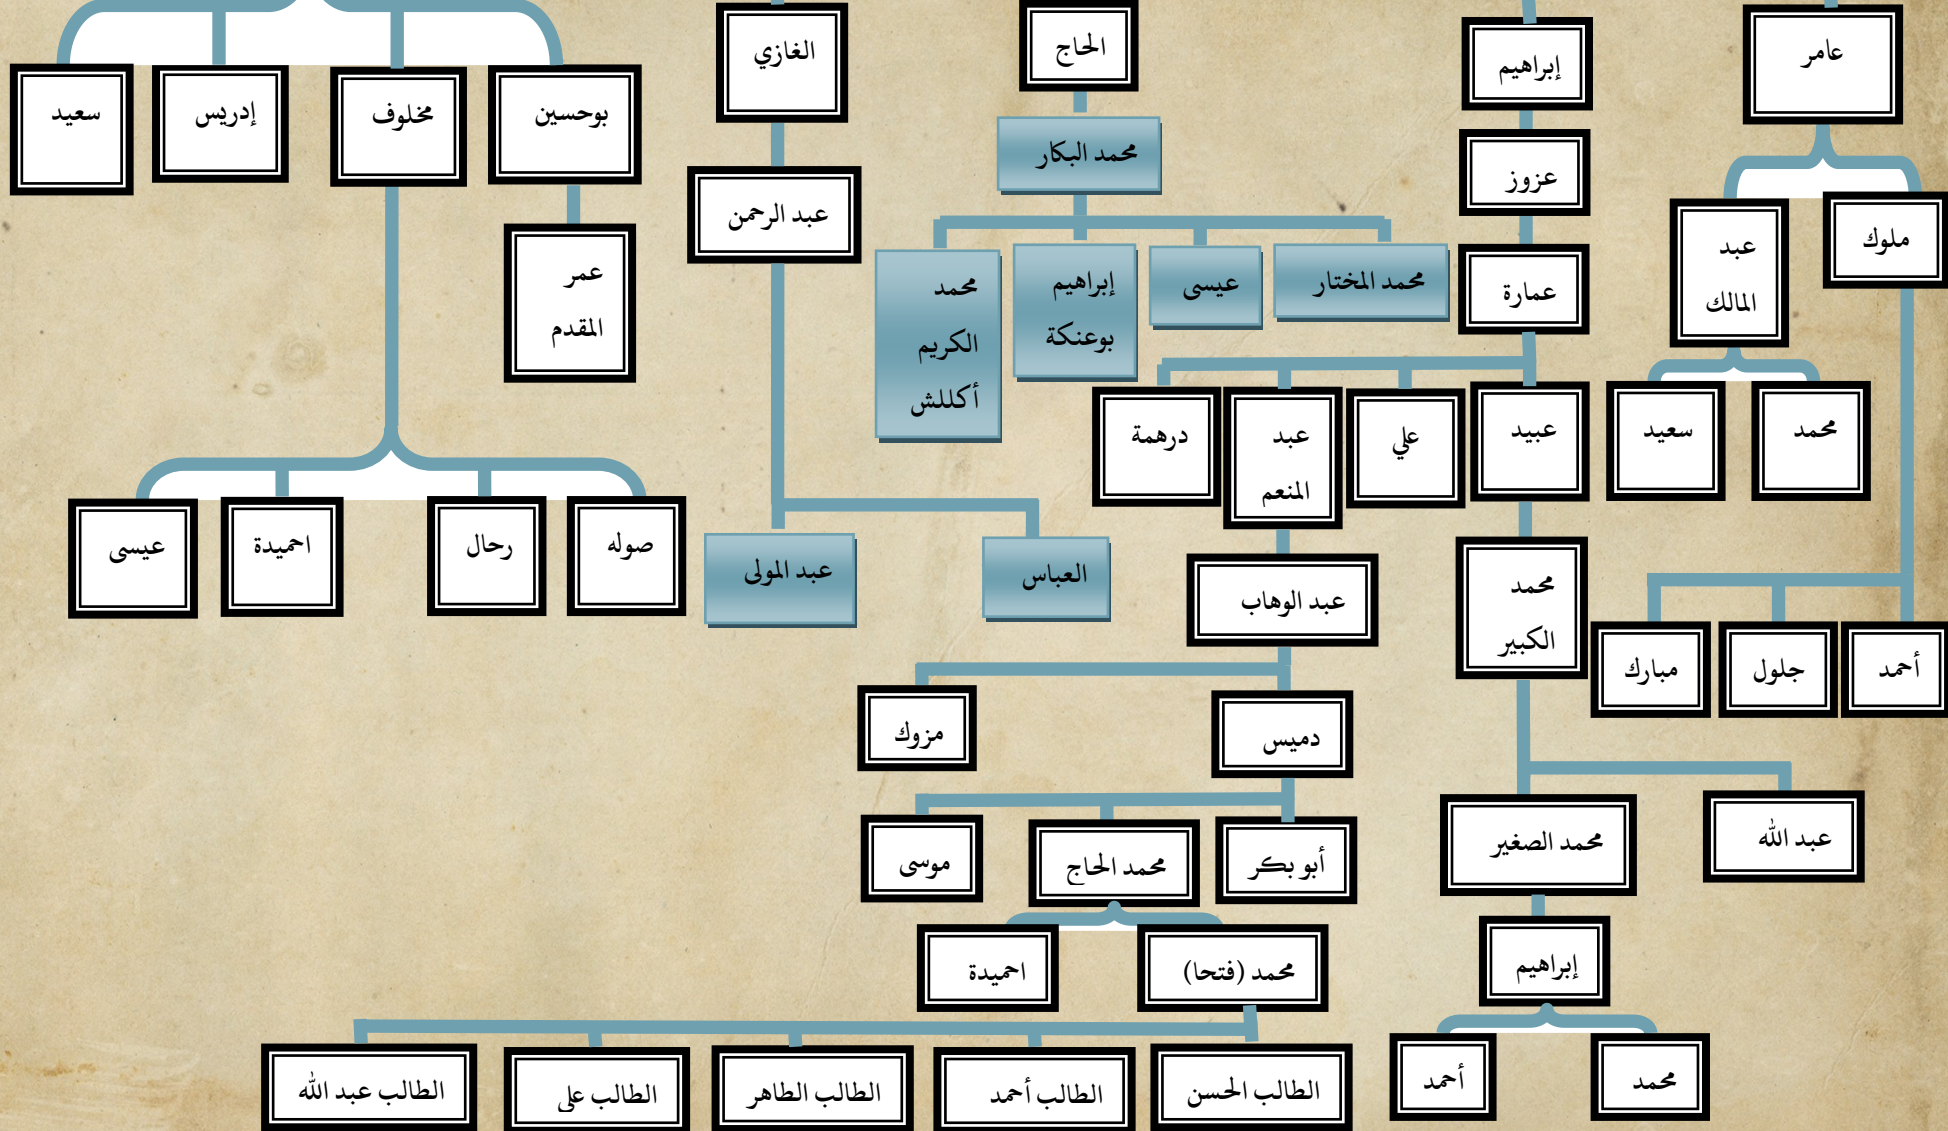 عامر
إبراهيم
الحاج
الغازي
بوحسين
مخلوف
إدريس
سعيد
محمد البكار
عزوز
ملوك
عبد
المالك
عبد الرحمن
عمر
المقدم
عمارة
محمد المختار
عيسى
إبراهيم
بوعنكة
محمد
الكريم
أكللش
محمد
سعيد
عبيد
علي
عبد
المنعم
درهمة
صوله
رحال
احميدة
عيسى
العباس
عبد المولى
محمد
الكبير
عبد الوهاب
أحمد
جلول
مبارك
دميس
مزوك
عبد الله
محمد الصغير
أبو بكر
محمد الحاج
موسى
إبراهيم
محمد (فتحا)
احميدة
محمد
أحمد
الطالب الحسن
الطالب أحمد
الطالب الطاهر
الطالب علي
الطالب عبد الله